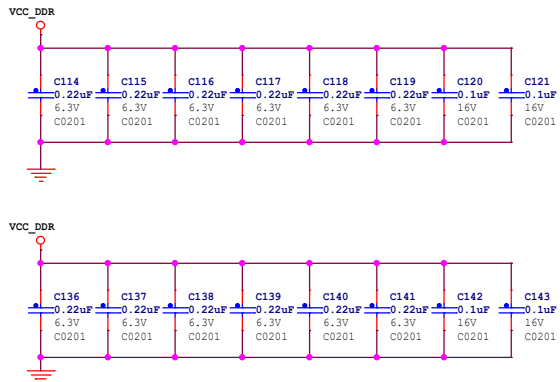 VCC_DDR
C114 C115 C116 C117 C118 C119 C120 C121
0.22uF 0.22uF 0.22uF 0.22uF 0.22uF 0.22uF 0.1uF 0.1uF
6.3V 6.3V 6.3V 6.3V 6.3V 6.3V 16V 16V
C0201 C0201 C0201 C0201 C0201 C0201 C0201 C0201
VCC_DDR
C136 C137 C138 C139 C140 C141 C142 C143
0.22uF 0.22uF 0.22uF 0.22uF 0.22uF 0.22uF 0.1uF 0.1uF
6.3V 6.3V 6.3V 6.3V 6.3V 6.3V 16V 16V
C0201 C0201 C0201 C0201 C0201 C0201 C0201 C0201